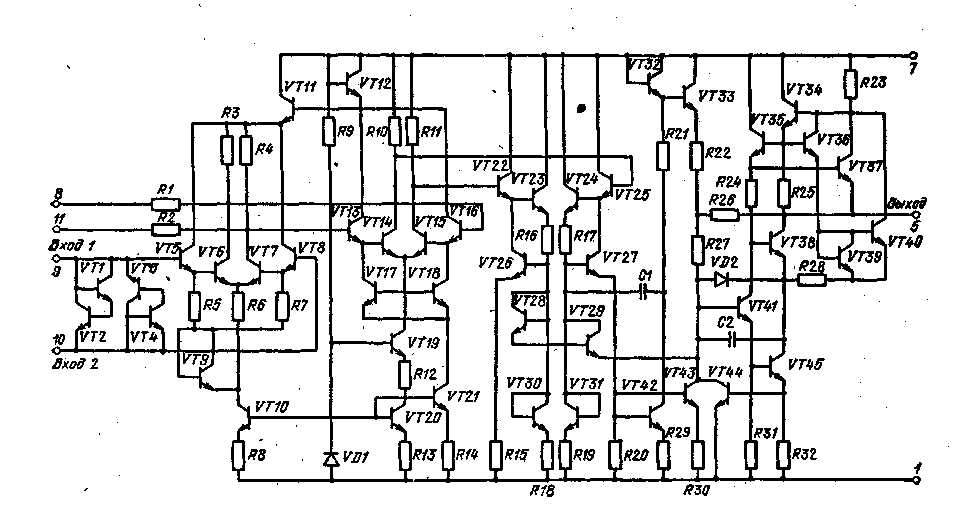 VT32
7
VT11
VT12
VT33
VT34
R23
R3
R4
R9
R10
R11
R21
R22
VT35
VT36
VT37
VT22
VT23
VT24
VT25
8
R1
11
R2
VT13
VT14
VT15
VT16
R24
R25
R26
Выход
5
Вход 1
9
VT5
VT6
VT7
VT8
R16
R17
R27
VT38
VT40
VT1
VT17
VT18
VT26
VT27
C1
VD2
R28
VT39
VT2
VT4
R5
R6
R7
VT28
VT29
VT41
C2
10
Вход 2
VT9
VT19
R12
VT43
VT44
VT45
VT10
VT20
VT21
VT30
VT31
VT42
R8
VD1
R13
R14
R15
R18
R19
R20
R29
R30
R31
R32
1